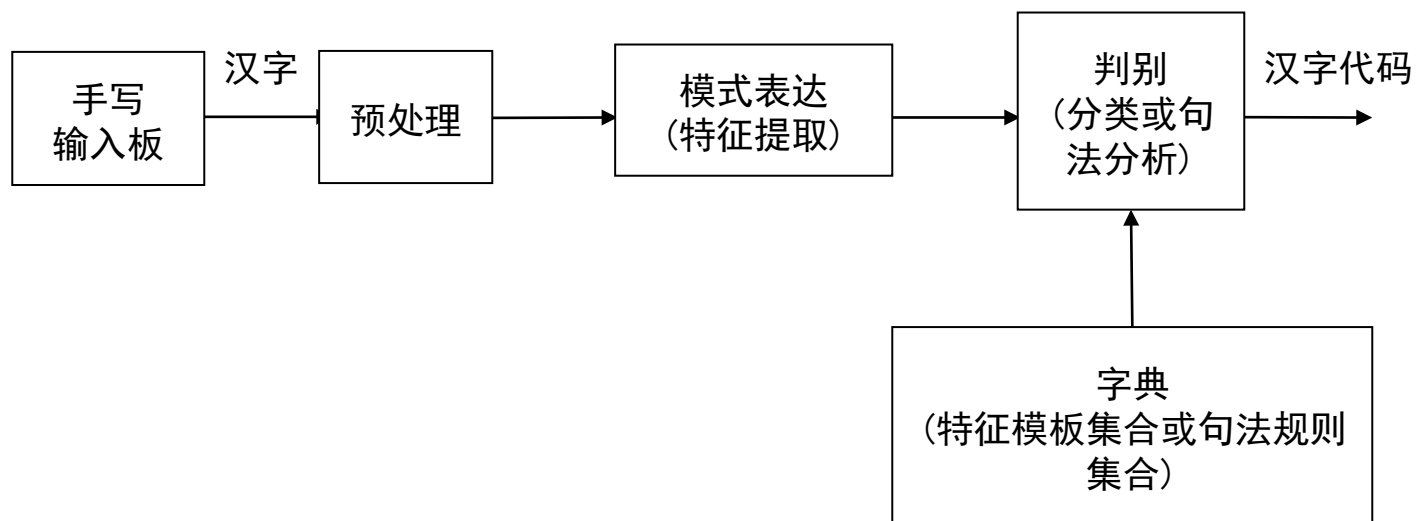 手写
输入板
汉字
预处理
模式表达
(特征提取)
判别
(分类或句
法分析)
汉字代码
字典
(特征模板集合或句法规则
集合)